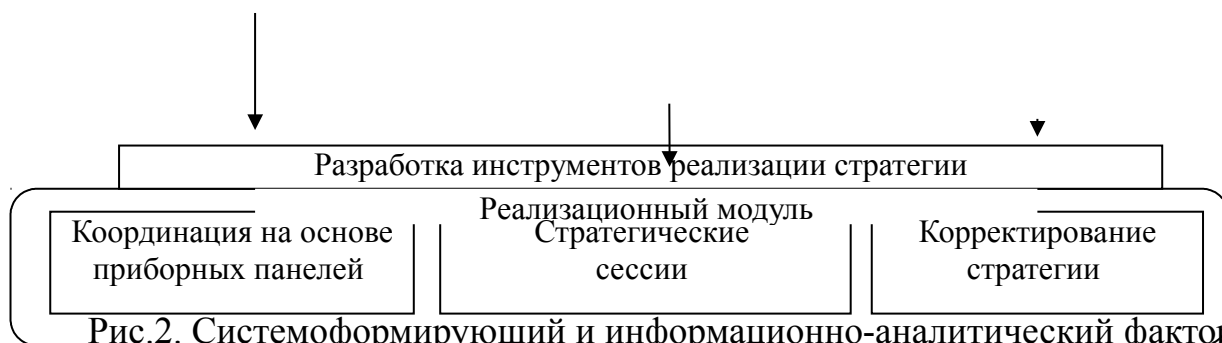 Разработка инструментов реализации стратегии
Реализационный модуль
Координация на основе
приборных панелей
Стратегические
сессии
Корректирование
стратегии
Рис.2. Системоформирующий и информационно-аналитический фактор